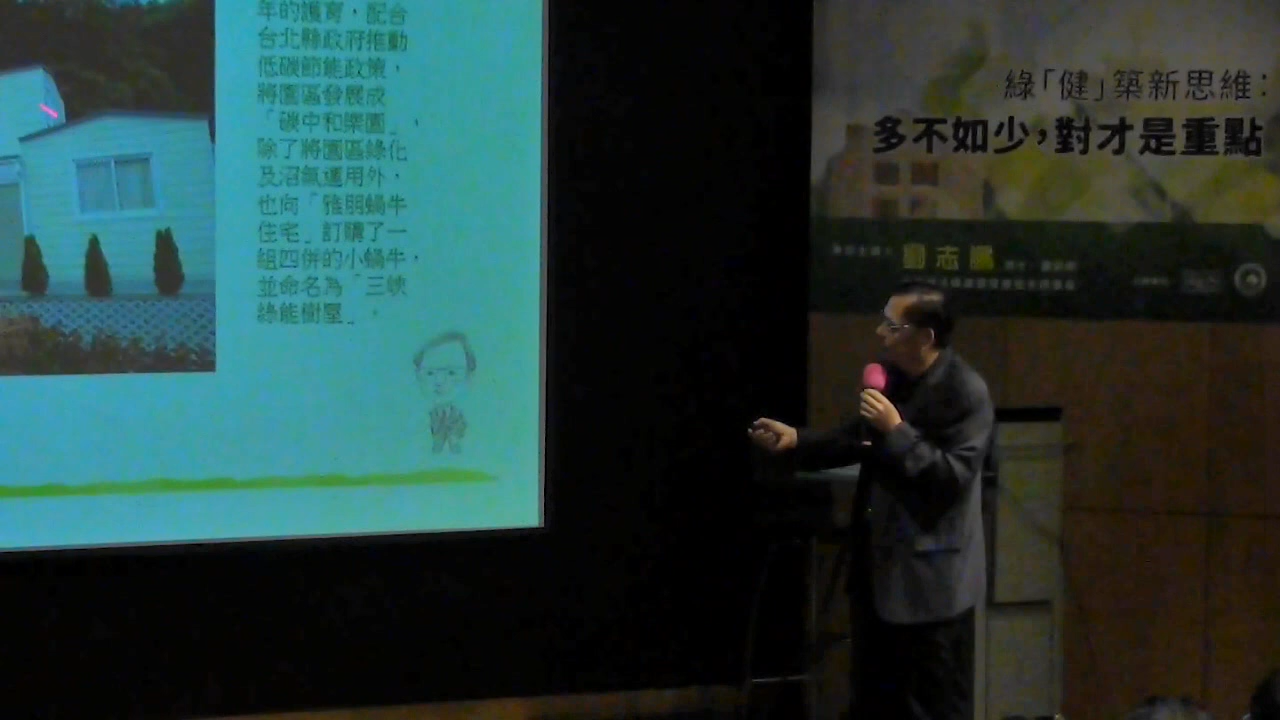 年的護育，配合
台北縣政府推動
低碳節能政策，
將園區發展成
「碳中和樂園」，
除了將園區綠化
及沼氣運用外，
也向「雅朋蝸牛
住宅」訂購了一
組四併的小蝸牛，
並命名為「三峽
綠能樹屋」。
綠「健」築新思維：
多不如少，對才是重點
劉志鵬